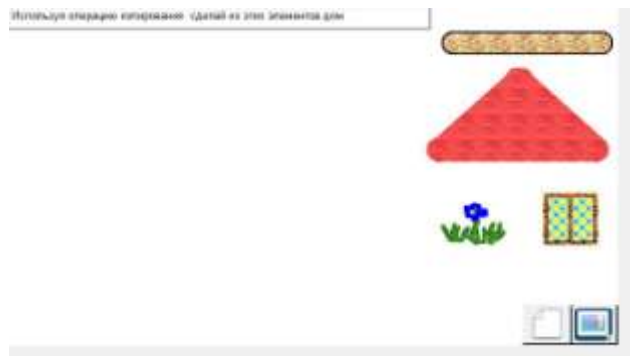 Используя операцию копирования сделай из этих элементов дом